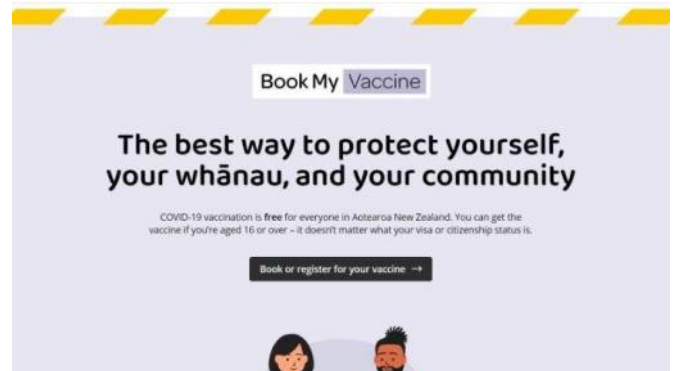 Book My Vaccine
The best way to protect yourself,
your whānau, and your community
COVID-19 vaccination is free for everyone in Aotearoa New Zealand. You can get the
vaccine if you're aged 16 or over – it doesn't matter what your visa or citizenship status is.
Book or register for your vaccine →